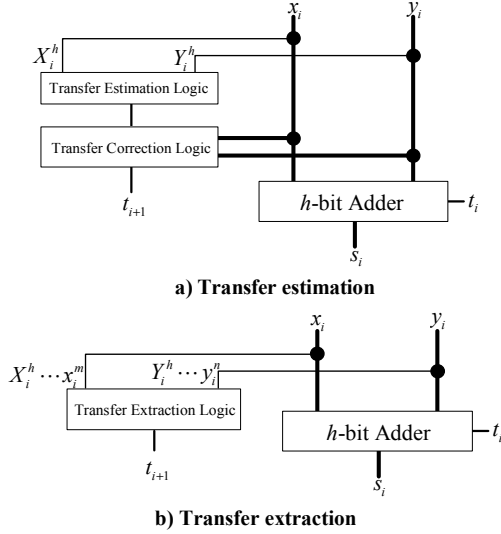 x_i y_i
X_i^h Y_i^h
Transfer Estimation Logic
Transfer Correction Logic
t_{i+1}
h-bit Adder t_i
s_i
a) Transfer estimation
x_i y_i
X_i^h ⋯ x_i^m Y_i^h ⋯ y_i^n
Transfer Extraction Logic
t_{i+1}
h-bit Adder t_i
s_i
b) Transfer extraction